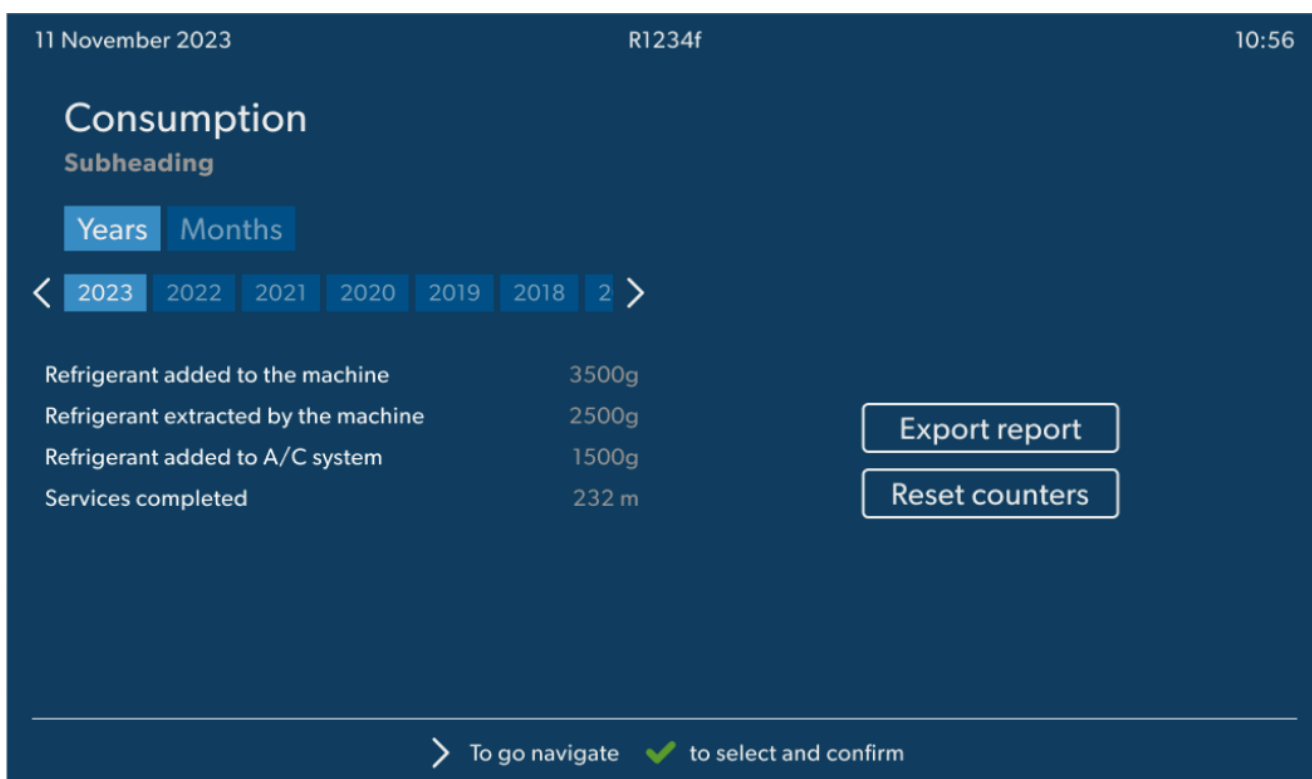 11 November 2023 R1234f 10:56
Consumption
Subheading
Years Months
2023 2022 2021 2020 2019 2018 2
Refrigerant added to the machine 3500g
Refrigerant extracted by the machine 2500g
Refrigerant added to A/C system 1500g
Services completed 232 m
Export report
Reset counters
To go navigate to select and confirm